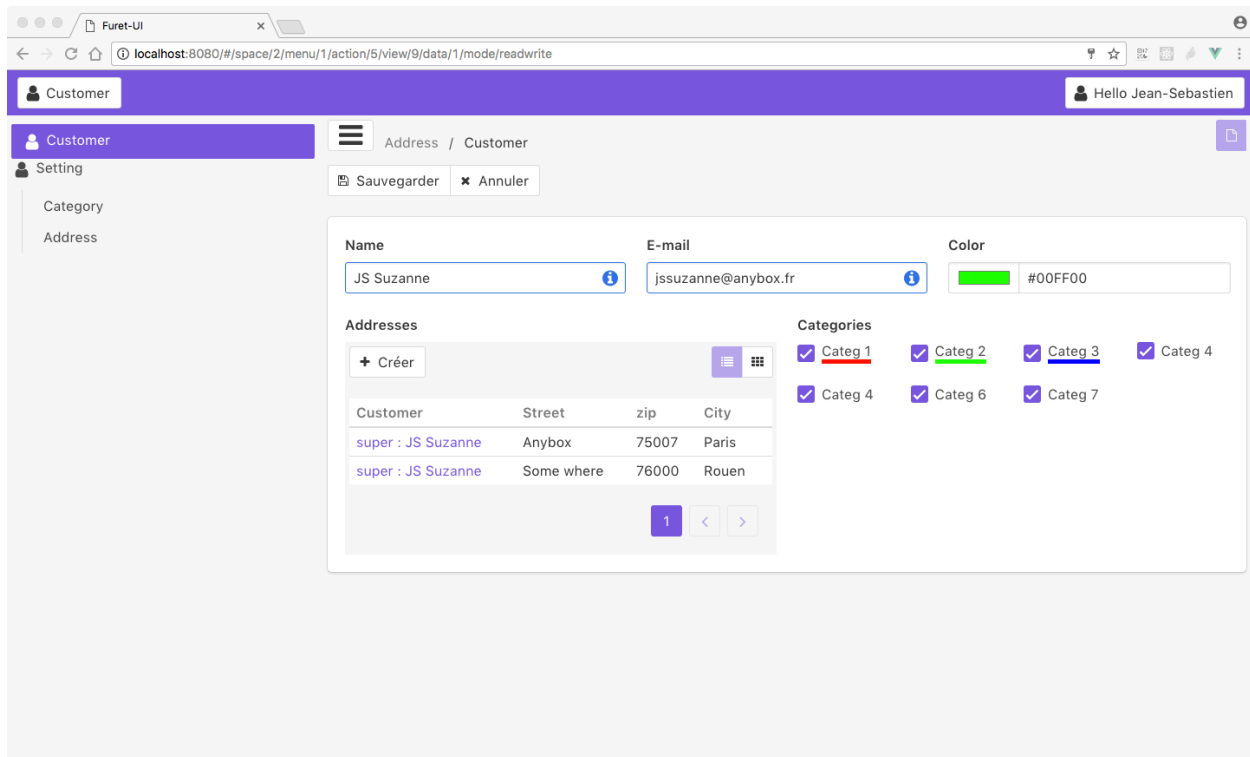 Furet-UI
localhost:8080/#/space/2/menu/1/action/5/view/9/data/1/mode/readwrite
Customer
Hello Jean-Sebastien
Customer
Setting
Category
Address
Address / Customer
Sauvegarder
Annuler
Name
E-mail
Color
JS Suzanne
jssuzanne@anybox.fr
#00FF00
Addresses
Créer
Customer Street zip City
super : JS Suzanne Anybox 75007 Paris
super : JS Suzanne Some where 76000 Rouen
1
Categories
Categ 1 Categ 2 Categ 3 Categ 4
Categ 4 Categ 6 Categ 7